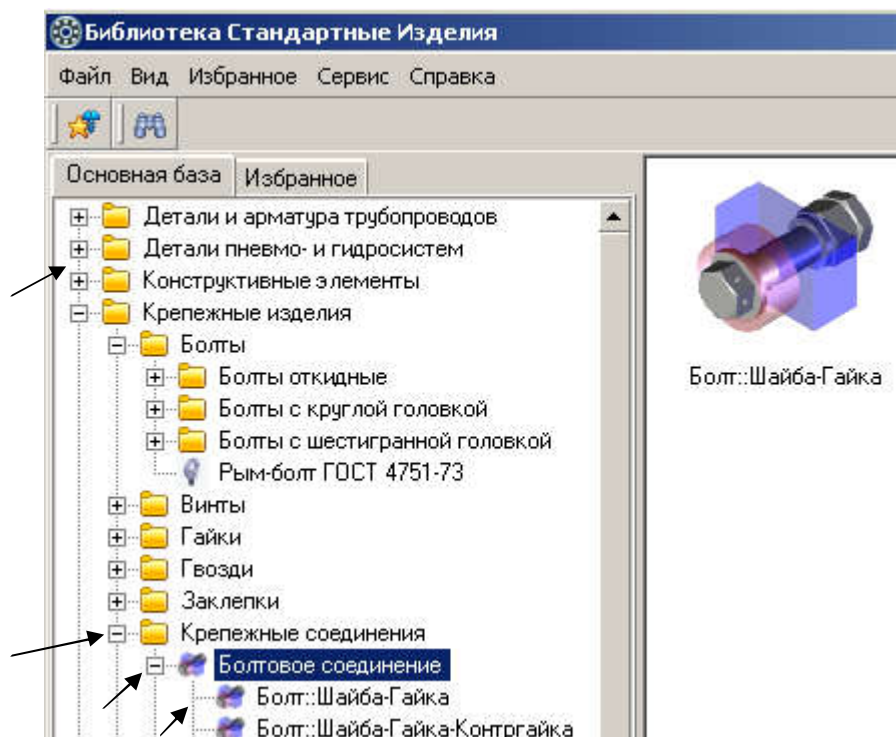 Библиотека Стандартные Изделия
Файл Вид Избранное Сервис Справка
Основная база Избранное
Детали и арматура трубопроводов
Детали пневмо- и гидросистем
Конструктивные элементы
Крепежные изделия
Болты
Болты откидные
Болты с круглой головкой
Болты с шестигранной головкой
Рым-болт ГОСТ 4751-73
Винты
Гайки
Гвозди
Заклепки
Крепежные соединения
Болтовое соединение
Болт::Шайба-Гайка
Болт::Шайба-Гайка-Контргайка
Болт::Шайба-Гайка